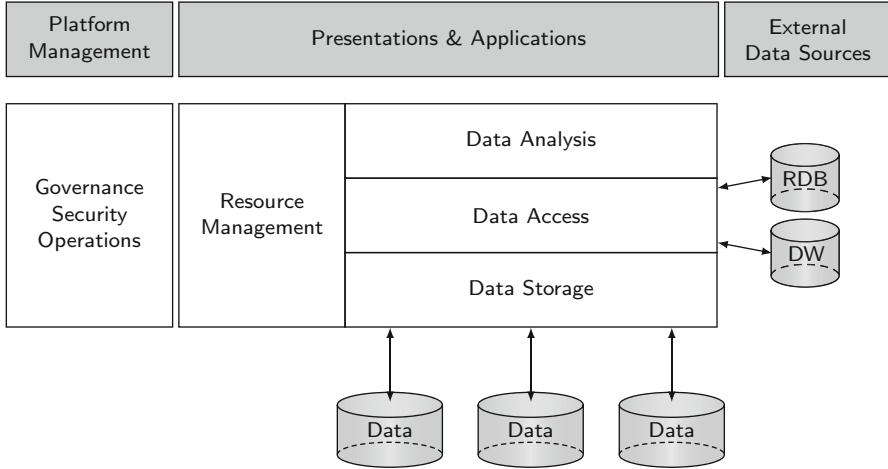 Platform
Management
Presentations & Applications
External
Data Sources
Governance
Security
Operations
Resource
Management
Data Analysis
Data Access
Data Storage
RDB
DW
Data
Data
Data